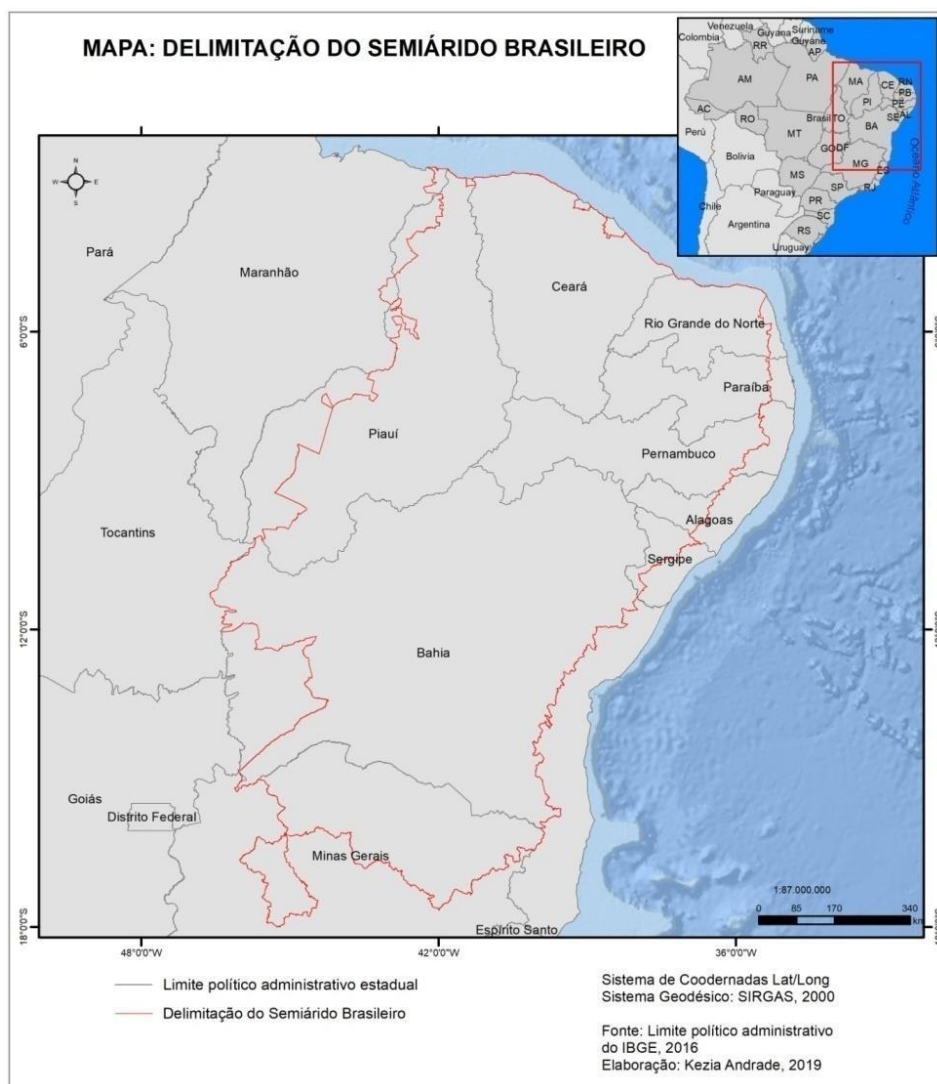 MAPA: DELIMITAÇÃO DO SEMIÁRIDO BRASILEIRO
Venezuela
Guyana
Suriname
Guyane
Colombia
RR
AP
AM
PA
MA
CE
RN
PB
PI
PE
AL
SE
AC
RO
Brasil
TO
BA
MT
Perú
GO
DF
Bolivia
MG
ES
MS
SP
RJ
Paraguay
PR
Chile
SC
Argentina
RS
Uruguay
Oceano Atlântico
N
W
E
S
Pará
Maranhão
Ceará
Rio Grande do Norte
Paraíba
Piauí
Pernambuco
Tocantins
Alagoas
Sergipe
Bahia
Goiás
Distrito Federal
Minas Gerais
Espírito Santo
6°0'0"S
12°0'0"S
18°0'0"S
1:87.000.000
0 85 170 340
km
48°0'0"W
42°0'0"W
36°0'0"W
Limite político administrativo estadual
Delimitação do Semiárido Brasileiro
Sistema de Coodernadas Lat/Long
Sistema Geodésico: SIRGAS, 2000
Fonte: Limite político administrativo
do IBGE, 2016
Elaboração: Kezia Andrade, 2019